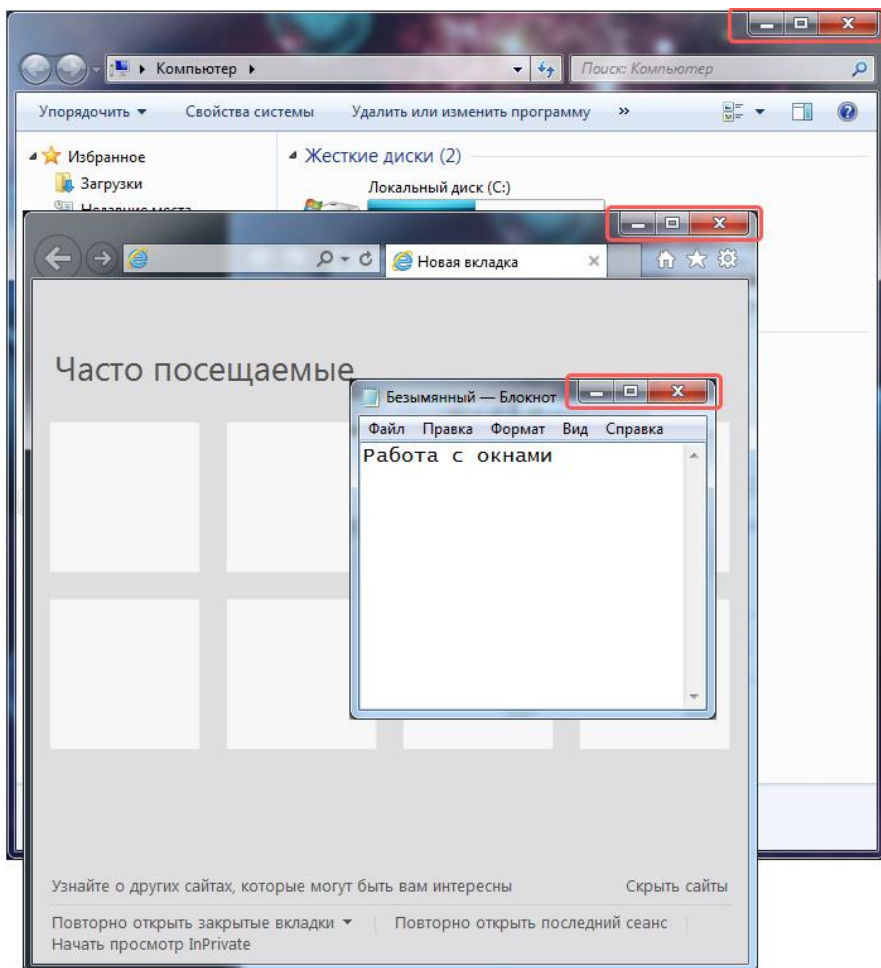 Компьютер
Поиск: Компьютер
Упорядочить Свойства системы Удалить или изменить программу »
Избранное
Загрузки
Недавние места
Жесткие диски (2)
Локальный диск (C:)
Новая вкладка
Часто посещаемые
Безымянный — Блокнот
Файл Правка Формат Вид Справка
Работа с окнами
Узнайте о других сайтах, которые могут быть вам интересны Скрыть сайты
Повторно открыть закрытые вкладки Повторно открыть последний сеанс
Начать просмотр InPrivate